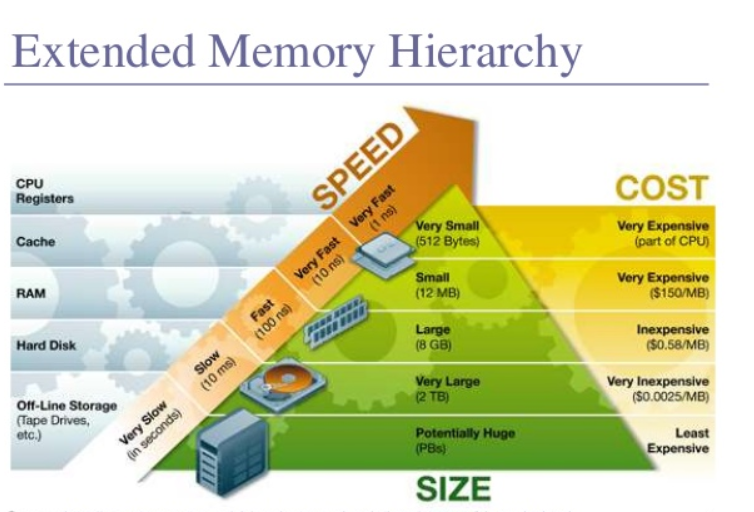 Extended Memory Hierarchy
SPEED
COST
CPU
Registers
Cache
RAM
Hard Disk
Off-Line Storage
(Tape Drives,
etc.)
Very Fast
(1 ns)
Very Fast
(10 ns)
Fast
(100 ns)
Slow
(10 ms)
Very Slow
(in seconds)
Very Small
(512 Bytes)
Small
(12 MB)
Large
(8 GB)
Very Large
(2 TB)
Potentially Huge
(PBs)
Very Expensive
(part of CPU)
Very Expensive
($150/MB)
Inexpensive
($0.58/MB)
Very Inexpensive
($0.0025/MB)
Least
Expensive
SIZE